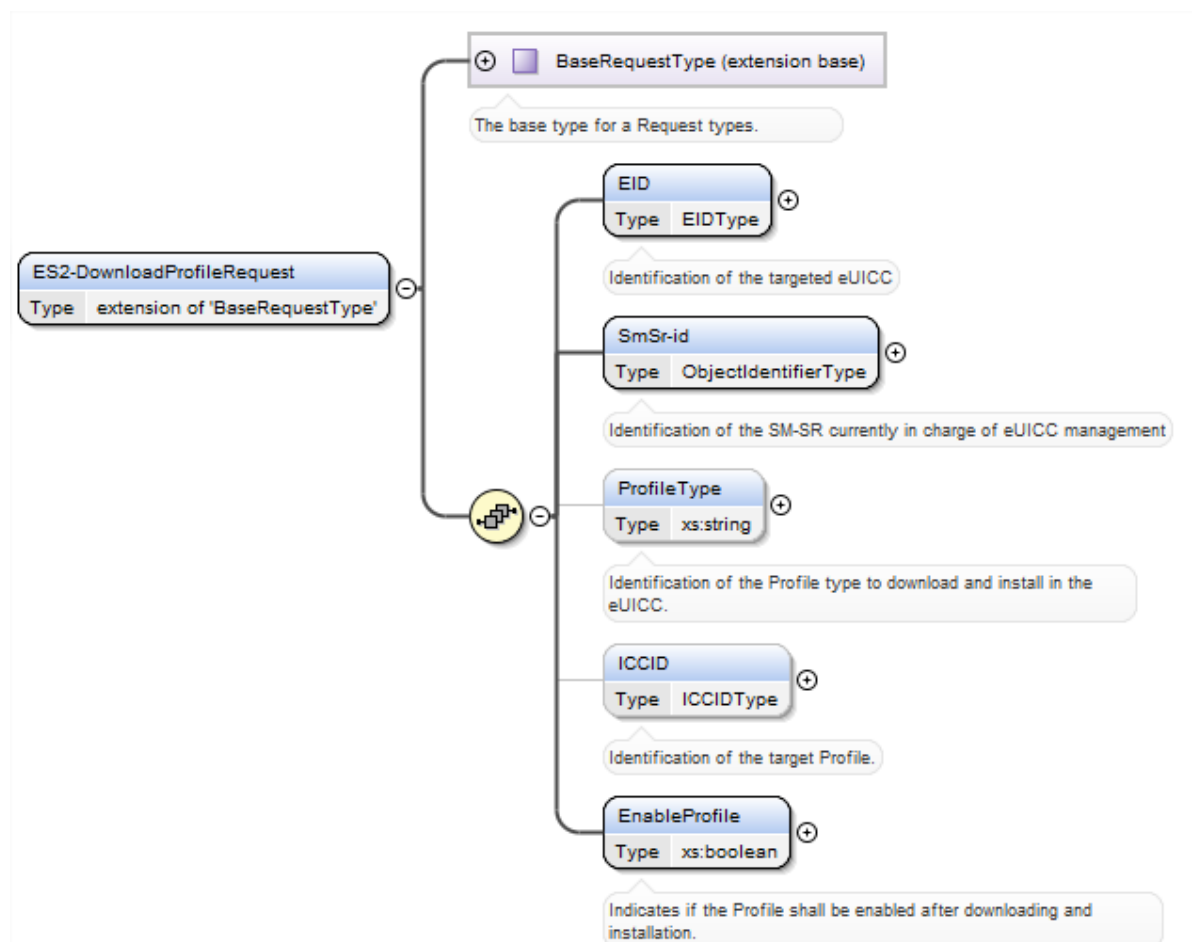 BaseRequestType (extension base)
The base type for a Request types.
EID
Type EIDType
Identification of the targeted eUICC
ES2-DownloadProfileRequest
Type extension of 'BaseRequestType'
SmSr-id
Type ObjectIdentifierType
Identification of the SM-SR currently in charge of eUICC management
ProfileType
Type xs:string
Identification of the Profile type to download and install in the
eUICC.
ICCID
Type ICCIDType
Identification of the target Profile.
EnableProfile
Type xs:boolean
Indicates if the Profile shall be enabled after downloading and
installation.